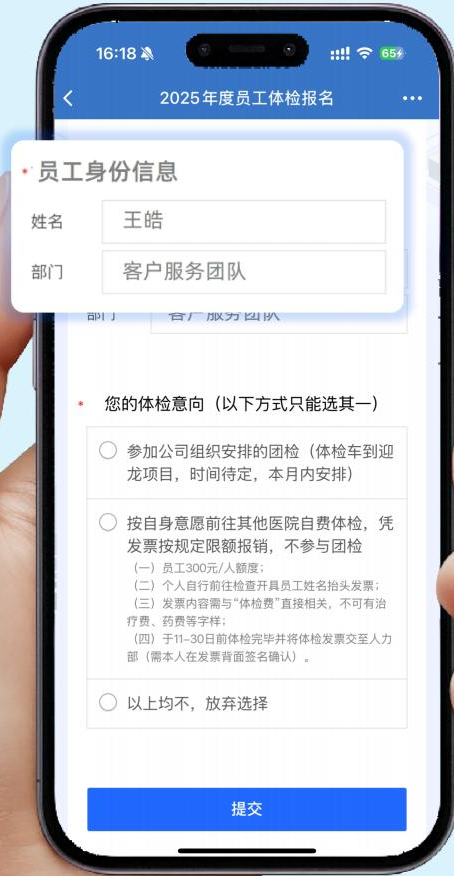 16:18
65
2025年度员工体检报名
* 员工身份信息
姓名 王皓
部门 客户服务团队
部门 客户服务团队
* 您的体检意向（以下方式只能选其一）
参加公司组织安排的团检（体检车到迎
龙项目，时间待定，本月内安排）
按自身意愿前往其他医院自费体检，凭
发票按规定限额报销，不参与团检
（一）员工300元/人额度；
（二）个人自行前往检查开具员工姓名抬头发票；
（三）发票内容需与“体检费”直接相关，不可有治
疗费、药费等字样；
（四）于11-30日前体检完毕并将体检发票交至人力
部（需本人在发票背面签名确认）。
以上均不，放弃选择
提交